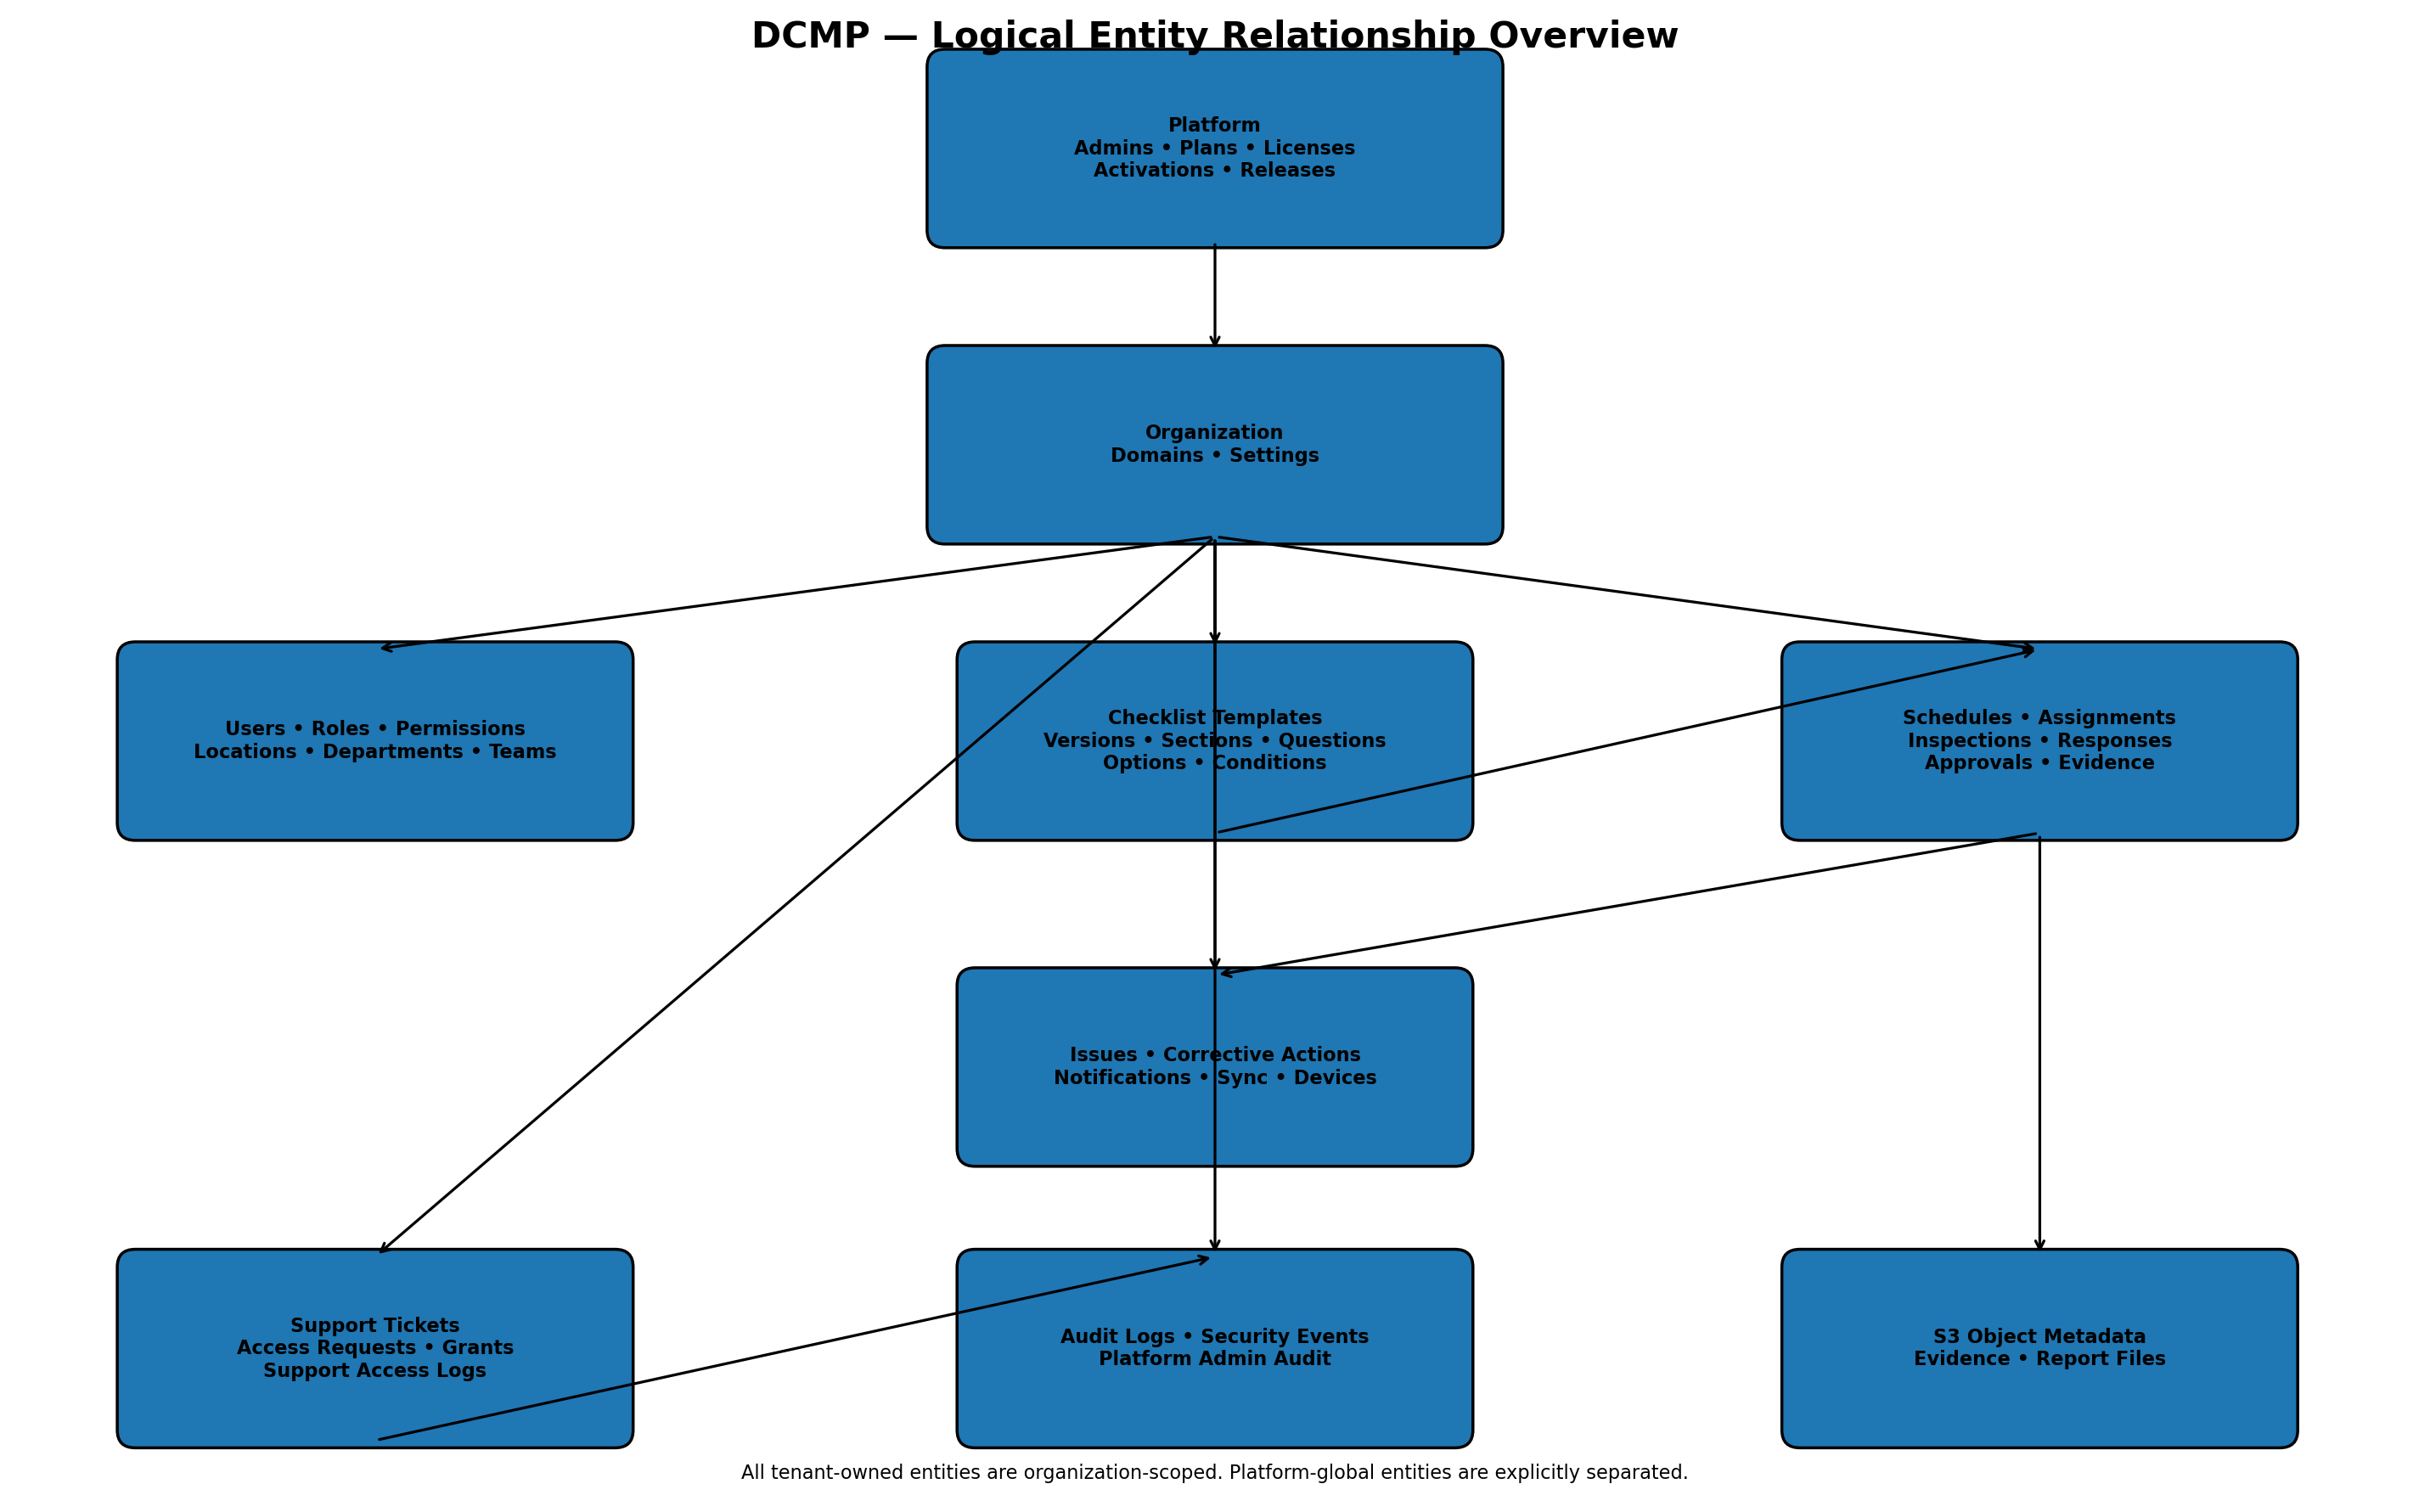 DCMP — Logical Entity Relationship Overview
Platform
Admins • Plans • Licenses
Activations • Releases
Organization
Domains • Settings
Users • Roles • Permissions
Locations • Departments • Teams
Checklist Templates
Versions • Sections • Questions
Options • Conditions
Schedules • Assignments
Inspections • Responses
Approvals • Evidence
Issues • Corrective Actions
Notifications • Sync • Devices
Support Tickets
Access Requests • Grants
Support Access Logs
Audit Logs • Security Events
Platform Admin Audit
S3 Object Metadata
Evidence • Report Files
All tenant-owned entities are organization-scoped. Platform-global entities are explicitly separated.